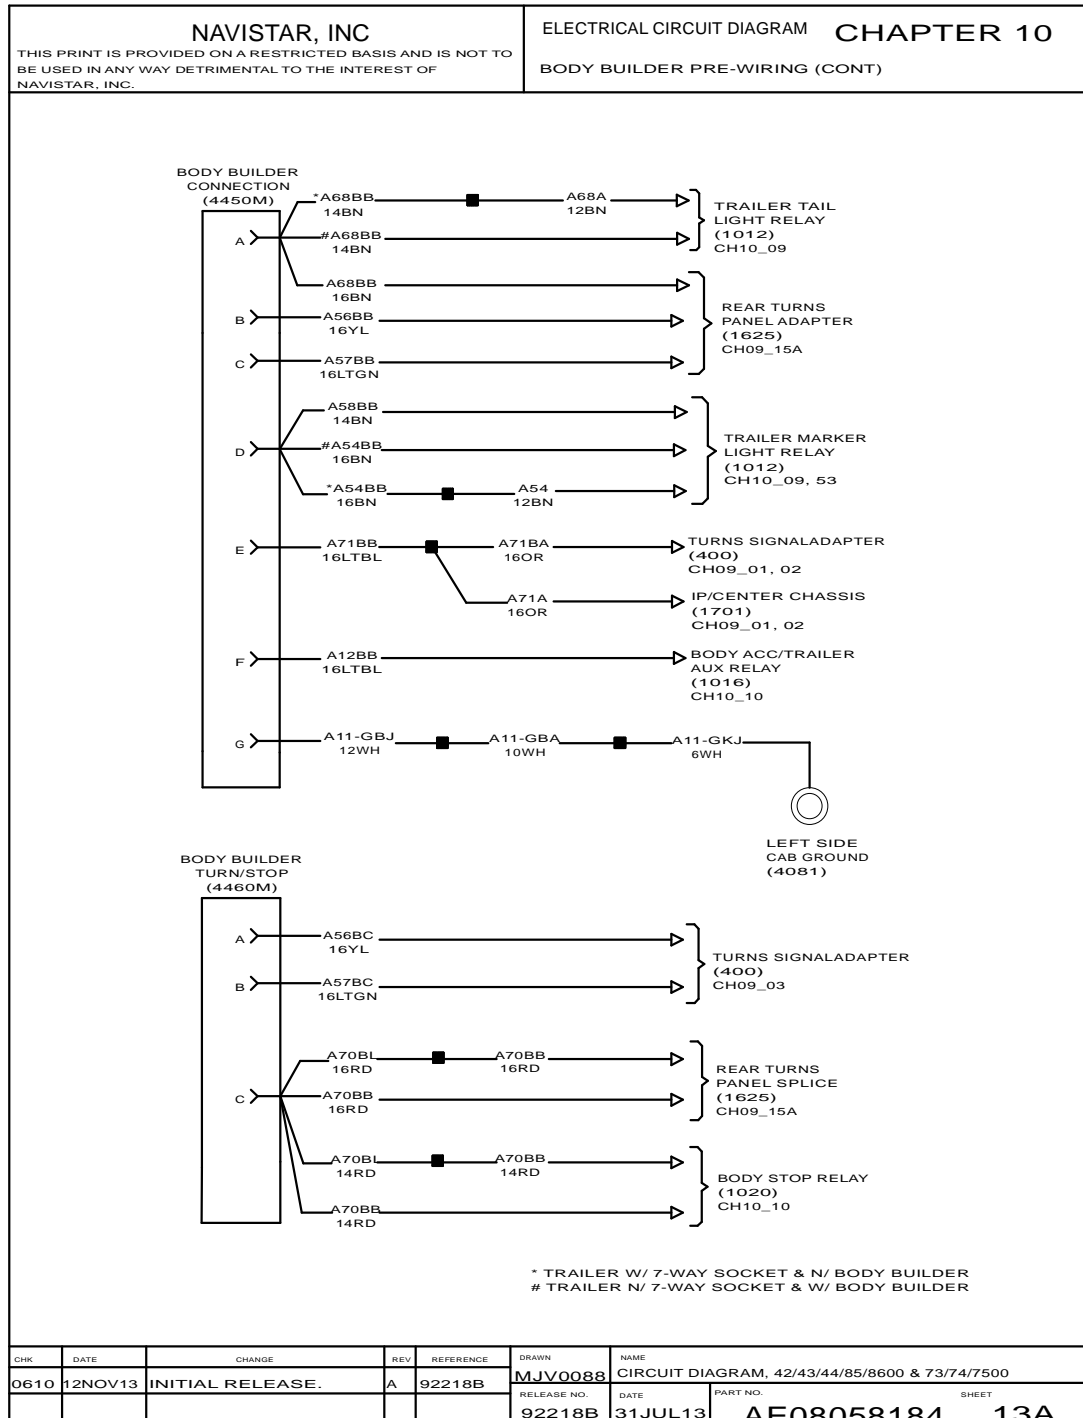 NAVISTAR, INC
THIS PRINT IS PROVIDED ON A RESTRICTED BASIS AND IS NOT TO
BE USED IN ANY WAY DETRIMENTAL TO THE INTEREST OF
NAVISTAR, INC.
ELECTRICAL CIRCUIT DIAGRAM CHAPTER 10
BODY BUILDER PRE-WIRING (CONT)
BODY BUILDER
CONNECTION
(4450M)
A
*A68BB
14BN
A68A
12BN
#A68BB
14BN
TRAILER TAIL
LIGHT RELAY
(1012)
CH10_09
A68BB
16BN
B
A56BB
16YL
C
A57BB
16LTGN
REAR TURNS
PANEL ADAPTER
(1625)
CH09_15A
D
A58BB
14BN
#A54BB
16BN
*A54BB
16BN
A54
12BN
TRAILER MARKER
LIGHT RELAY
(1012)
CH10_09, 53
E
A71BB
16LTBL
A71BA
16OR
TURNS SIGNALADAPTER
(400)
CH09_01, 02
A71A
16OR
IP/CENTER CHASSIS
(1701)
CH09_01, 02
F
A12BB
16LTBL
BODY ACC/TRAILER
AUX RELAY
(1016)
CH10_10
G
A11-GBJ
12WH
A11-GBA
10WH
A11-GKJ
6WH
LEFT SIDE
CAB GROUND
(4081)
BODY BUILDER
TURN/STOP
(4460M)
A
A56BC
16YL
B
A57BC
16LTGN
TURNS SIGNALADAPTER
(400)
CH09_03
C
A70BL
16RD
A70BB
16RD
A70BB
16RD
REAR TURNS
PANEL SPLICE
(1625)
CH09_15A
A70BL
14RD
A70BB
14RD
A70BB
14RD
BODY STOP RELAY
(1020)
CH10_10
* TRAILER W/ 7-WAY SOCKET & N/ BODY BUILDER
# TRAILER N/ 7-WAY SOCKET & W/ BODY BUILDER
CHK DATE CHANGE REV REFERENCE
0610 12NOV13 INITIAL RELEASE. A 92218B
DRAWN
MJV0088
NAME
CIRCUIT DIAGRAM, 42/43/44/85/8600 & 73/74/7500
RELEASE NO.
92218B
DATE
31JUL13
PART NO.
AE08058184
SHEET
13A